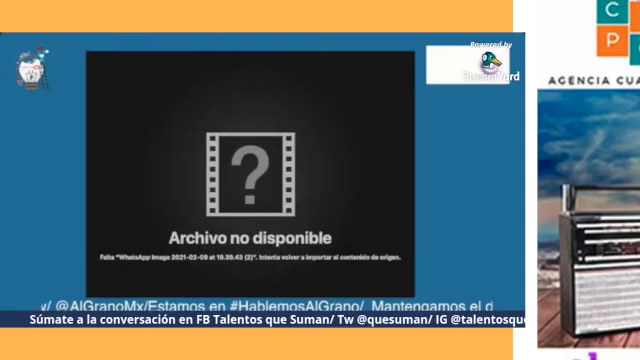 Powered by
StreamYard
C
P
AGENCIA CUA
?
Archivo no disponible
Falta "WhatsApp Image 2021-02-09 at 19.39.43 (2)". Intenta volver a importar el contenido de origen.
/ @AlGranoMx/Estamos en #HablemosAlGrano/ Mantengamos el d
Súmate a la conversación en FB Talentos que Suman/ Tw @quesuman/ IG @talentosque